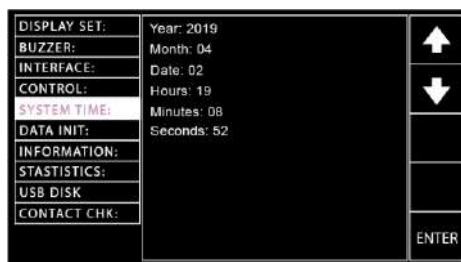 DISPLAY SET:
BUZZER:
INTERFACE:
CONTROL:
SYSTEM TIME:
DATA INIT:
INFORMATION:
STASTISTICS:
USB DISK
CONTACT CHK:
Year: 2019
Month: 04
Date: 02
Hours: 19
Minutes: 08
Seconds: 52
ENTER